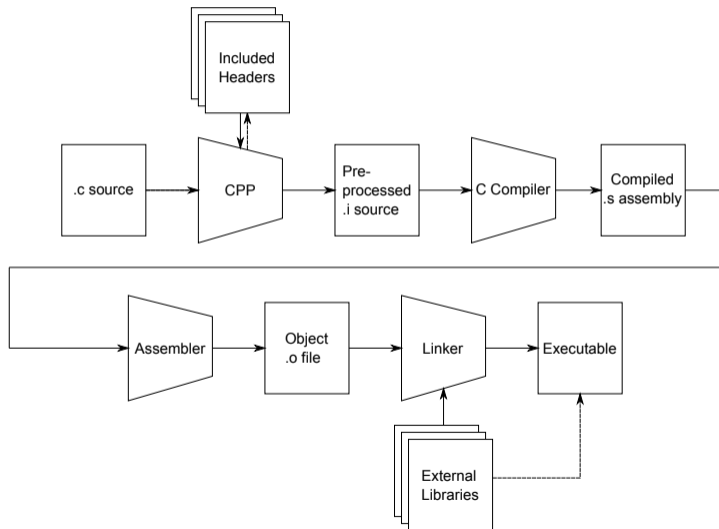 Included
Headers
.c source
CPP
Pre-
processed
.i source
C Compiler
Compiled
.s assembly
Assembler
Object
.o file
Linker
Executable
External
Libraries